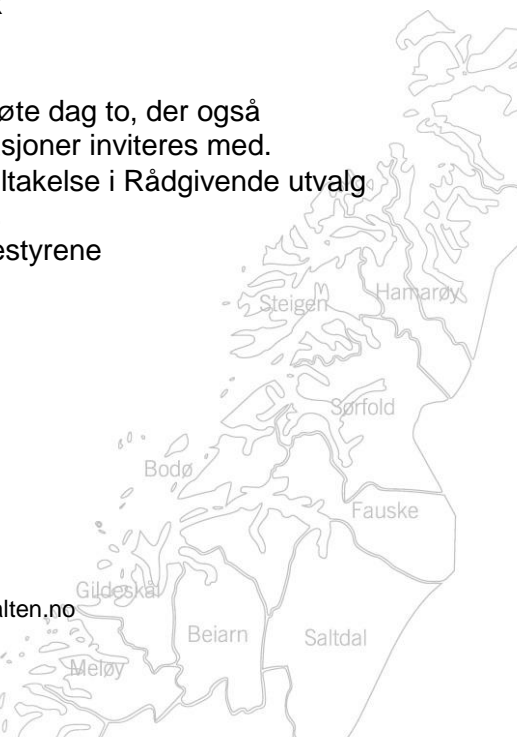 øte dag to, der også
sjoner inviteres med.
ltakelse i Rådgivende utvalg
estyrene
Steigen
Hamarøy
Sørfold
Bodø
Fauske
Gildeskål
alten.no
Beiarn
Saltdal
Meløy